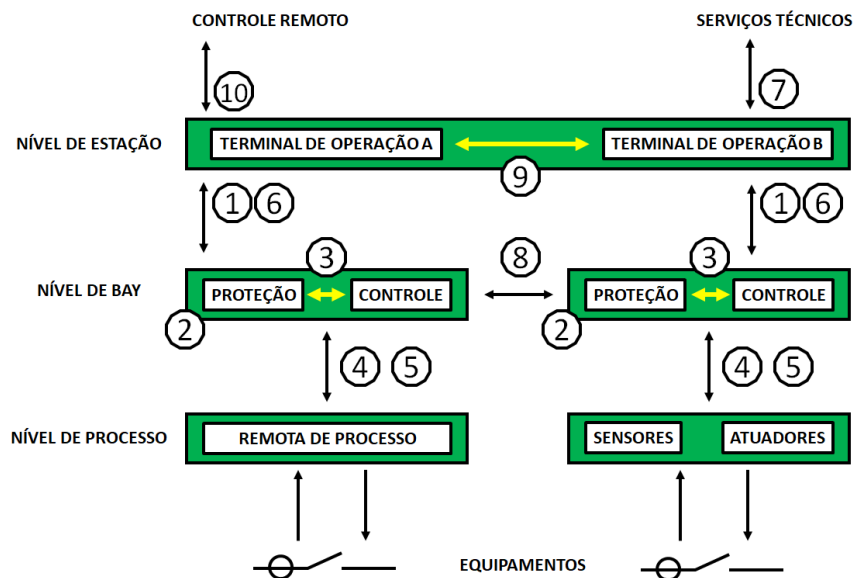 CONTROLE REMOTO
SERVIÇOS TÉCNICOS
10
7
NÍVEL DE ESTAÇÃO
TERMINAL DE OPERAÇÃO A
TERMINAL DE OPERAÇÃO B
9
1 6
1 6
3
8
3
NÍVEL DE BAY
PROTEÇÃO
CONTROLE
PROTEÇÃO
CONTROLE
2
2
4 5
4 5
NÍVEL DE PROCESSO
REMOTA DE PROCESSO
SENSORES
ATUADORES
EQUIPAMENTOS